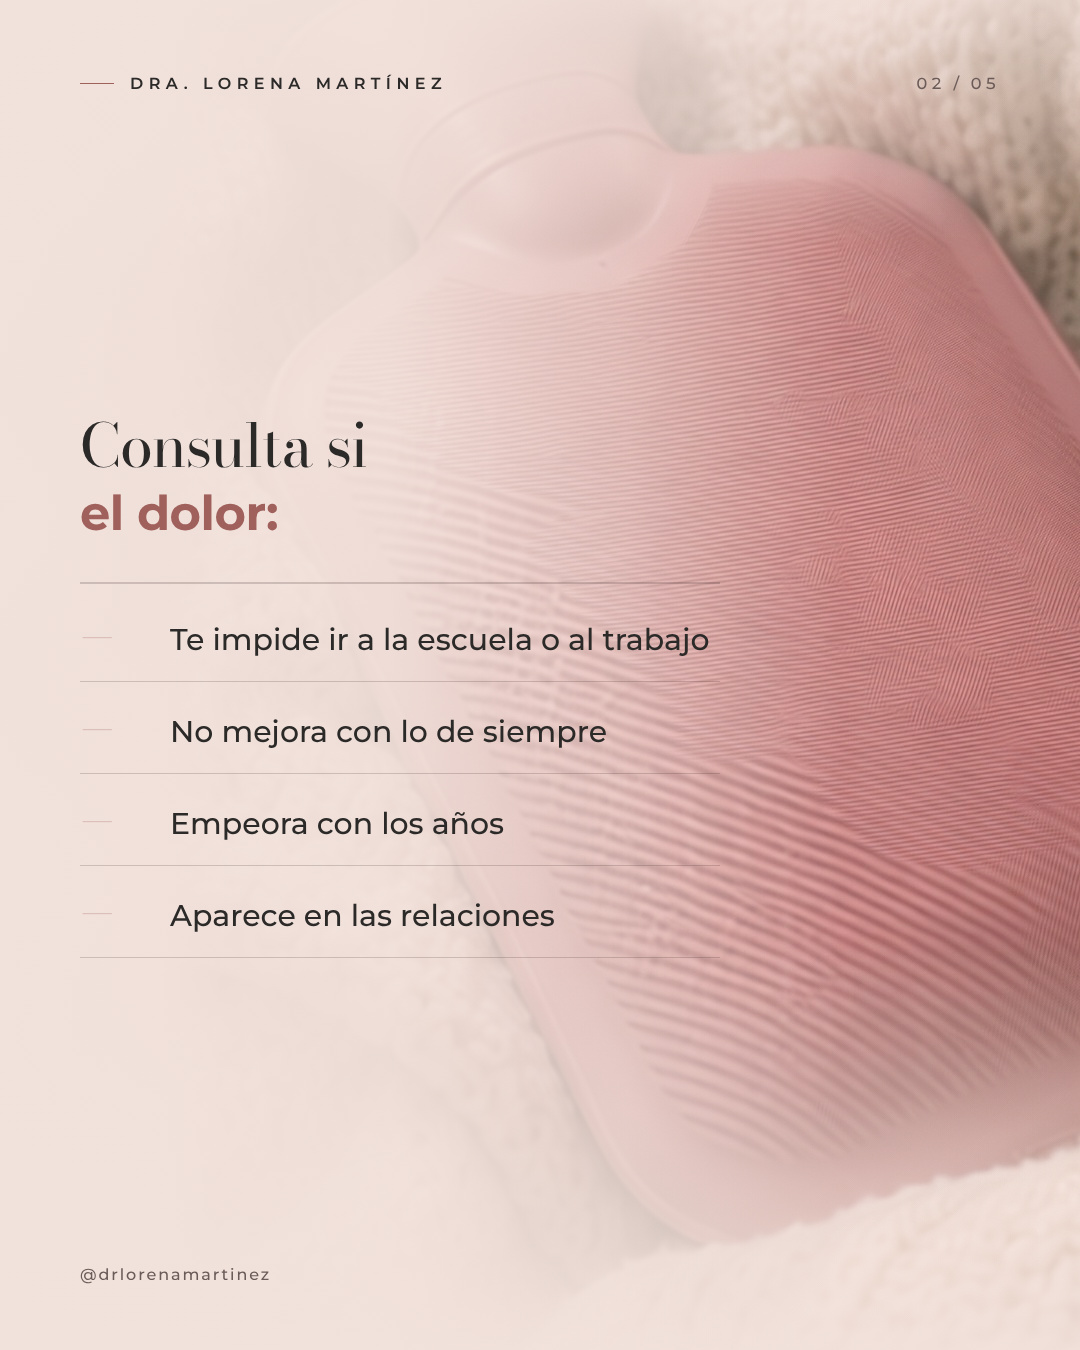 DRA. LORENA MARTÍNEZ
02 / 05
Consulta si
el dolor:
Te impide ir a la escuela o al trabajo
No mejora con lo de siempre
Empeora con los años
Aparece en las relaciones
@drlorenamartinez